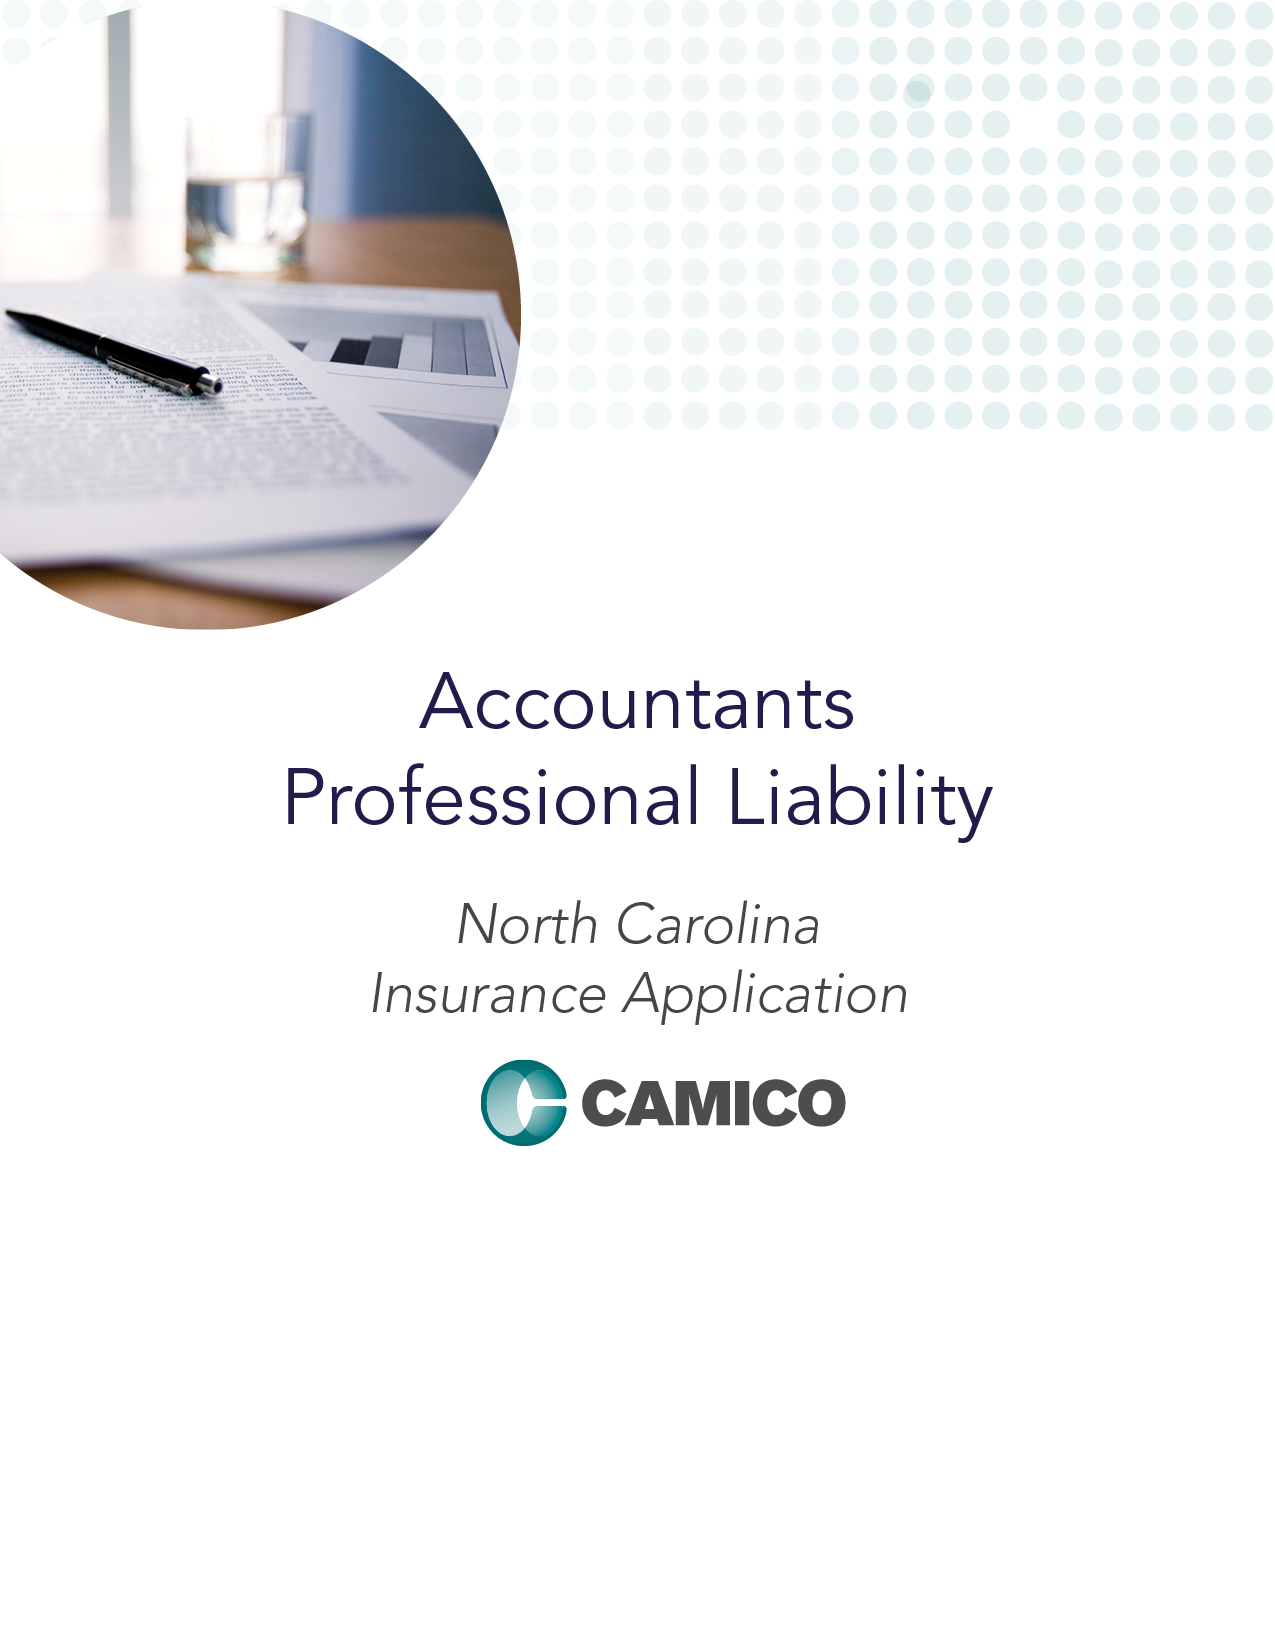 Accountants
Professional Liability
North Carolina
Insurance Application
CAMICO